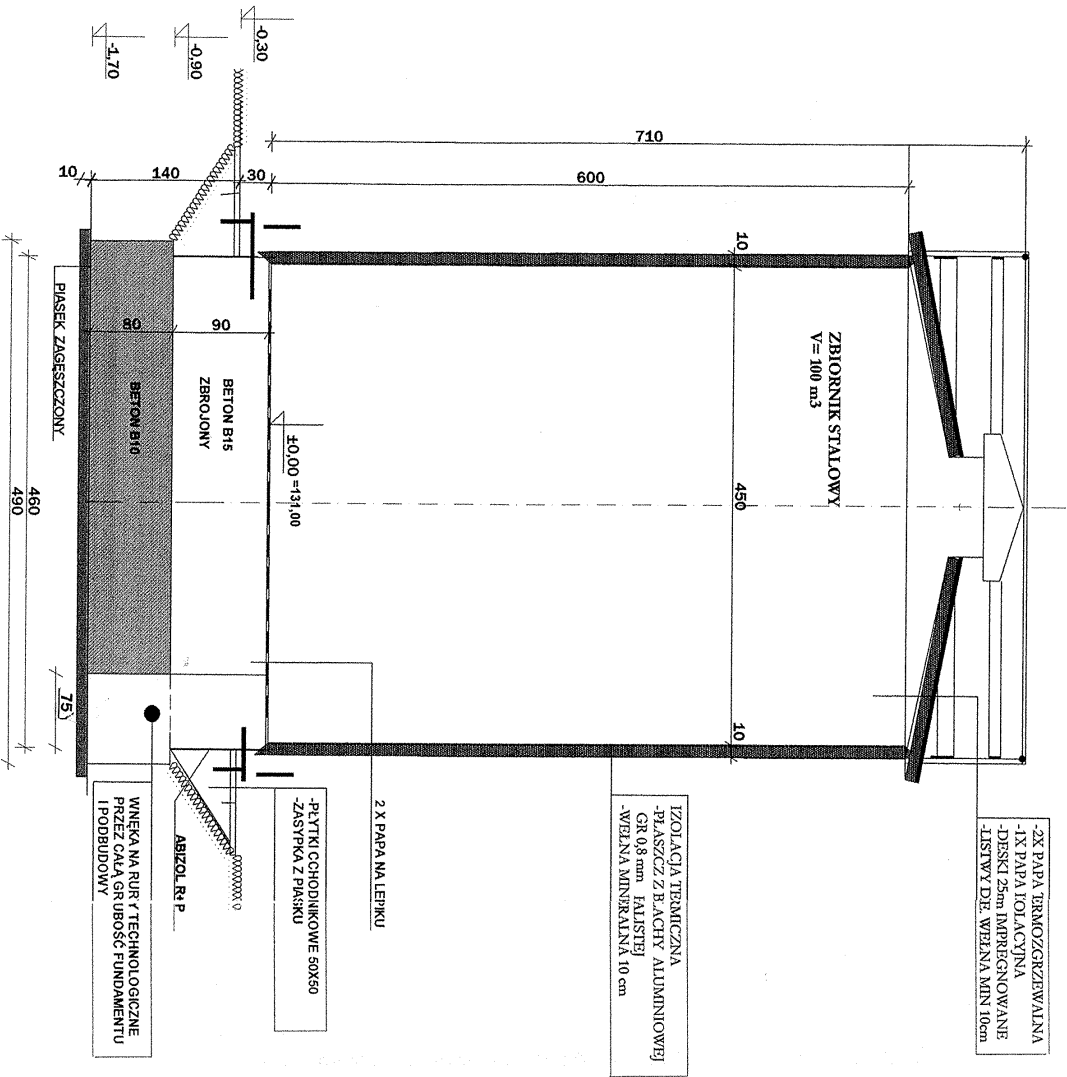 -2X PAPA TERMOZGRZEWALNA
-1X PAPA IZOLACYJNA
-DESKI 25mm IMPREGNOWANE
-LISTWY DR. WEŁNA MIN 10cm
710
600
10
10
ZBIORNIK STALOWY
V= 100 m3
450
IZOLACJA TERMICZNA
-PŁASZCZ Z BLACHY ALUMINIOWEJ
GR 0,8 mm FALISTEJ
-WEŁNA MINERALNA 10 cm
2 X PAPA NA LEPIKU
±0,00 =131,00
-PŁYTKI CCHODNIKOWE 50X50
-ZASYPKA Z PIASKU
-0,30
30
140
10
90
BETON B15
ZBROJONY
-0,90
ABIZOL R+P
80
BETON B10
WNĘKA NA RURY TECHNOLOGICZNE
PRZEZ CAŁĄ GRUBOŚĆ FUNDAMENTU
I PODBUDOWY
-1,70
PIASEK ZAGĘSZCZONY
75
460
490